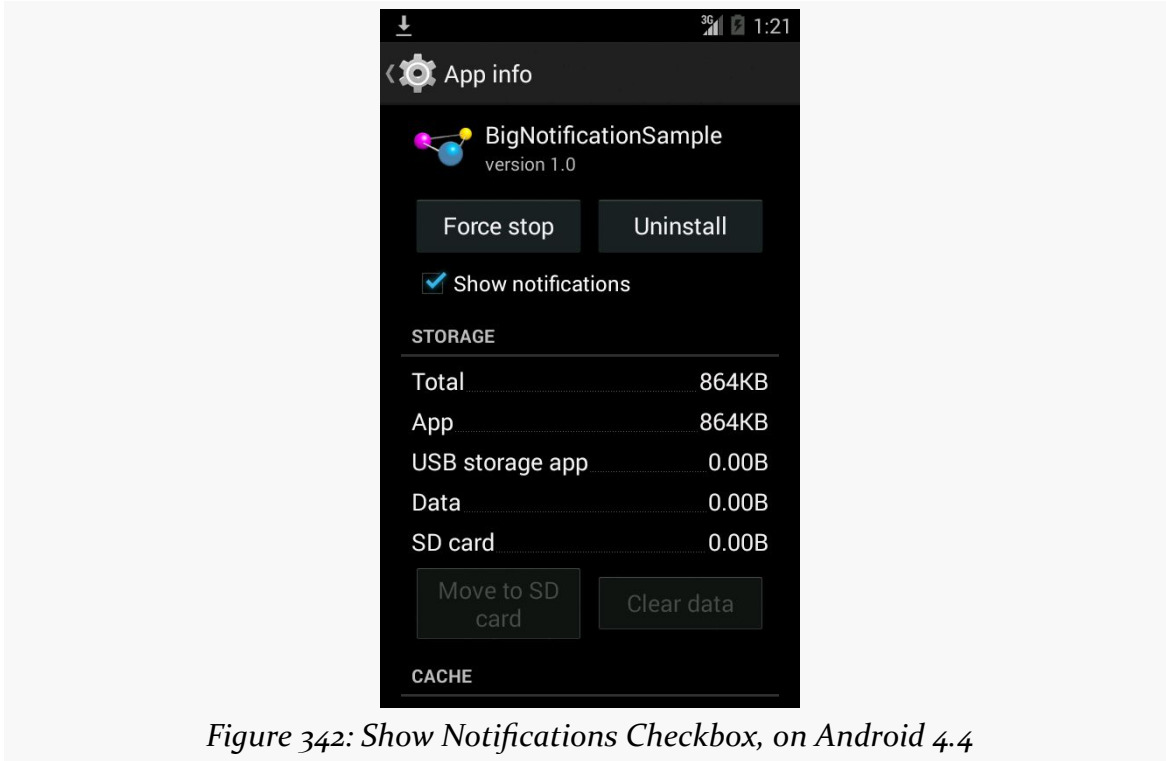 3G 1:21
App info
BigNotificationSample
version 1.0
Force stop Uninstall
Show notifications
STORAGE
Total 864KB
App 864KB
USB storage app 0.00B
Data 0.00B
SD card 0.00B
Move to SD
card
Clear data
CACHE
Figure 342: Show Notifications Checkbox, on Android 4.4